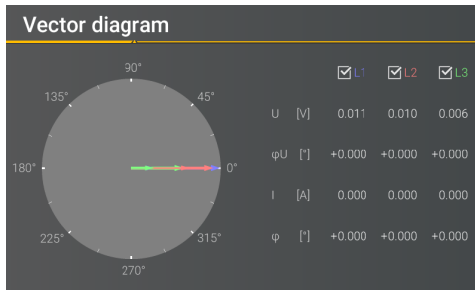 Vector diagram
90°
135°
45°
180°
0°
225°
315°
270°
L1 L2 L3
U [V] 0.011 0.010 0.006
φU [°] +0.000 +0.000 +0.000
I [A] 0.000 0.000 0.000
φ [°] +0.000 +0.000 +0.000